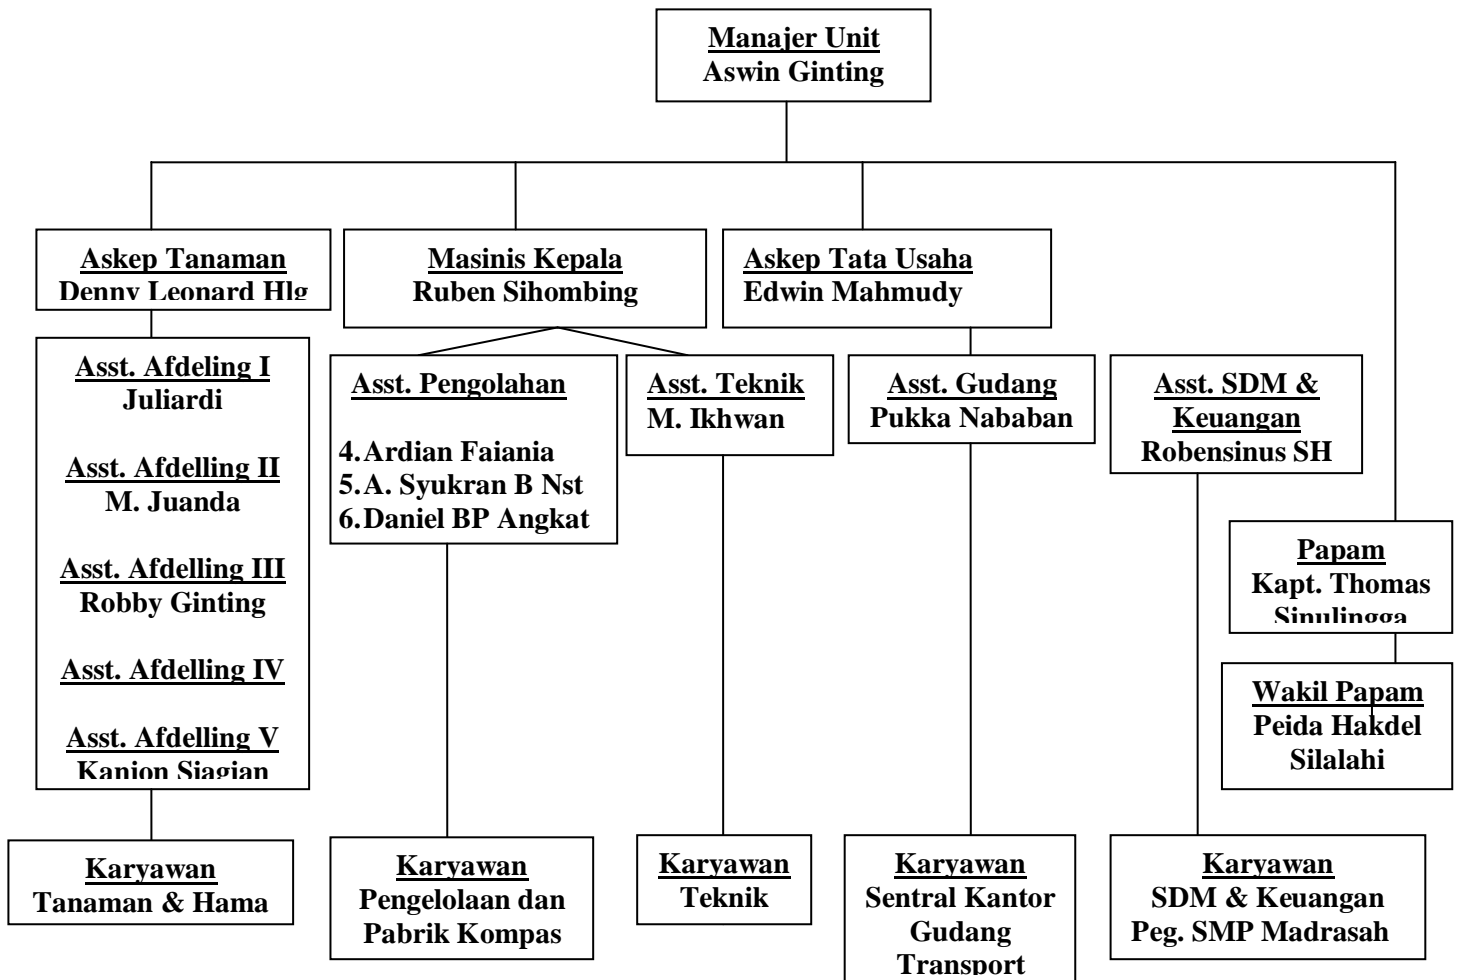 Manajer Unit
Aswin Ginting
Askep Tanaman
Denny Leonard Hlg
Masinis Kepala
Ruben Sihombing
Askep Tata Usaha
Edwin Mahmudy
Asst. Afdeling I
Juliardi
Asst. Afdelling II
M. Juanda
Asst. Afdelling III
Robby Ginting
Asst. Afdelling IV
Asst. Afdelling V
Kanjon Siagian
Asst. Pengolahan
4. Ardian Faiania
5. A. Syukran B Nst
6. Daniel BP Angkat
Asst. Teknik
M. Ikhwan
Asst. Gudang
Pukka Nababan
Asst. SDM &
Keuangan
Robensinus SH
Papam
Kapt. Thomas
Sinulingga
Wakil Papam
Peida Hakdel
Silalahi
Karyawan
Tanaman & Hama
Karyawan
Pengelolaan dan
Pabrik Kompas
Karyawan
Teknik
Karyawan
Sentral Kantor
Gudang
Transport
Karyawan
SDM & Keuangan
Peg. SMP Madrasah